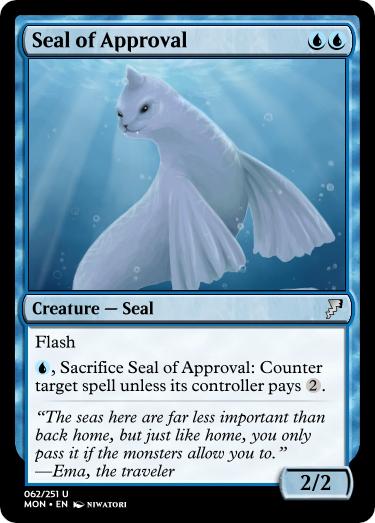 Seal of Approval
Creature — Seal
Flash
, Sacrifice Seal of Approval: Counter
target spell unless its controller pays 2.
“The seas here are far less important than
back home, but just like home, you only
pass it if the monsters allow you to.”
—Ema, the traveler
2/2
062/251 U
MON • EN NIWATORI